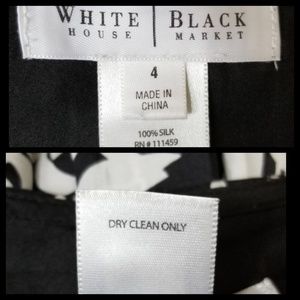 WHITE | BLACK
HOUSE | MARKET
4
MADE IN
CHINA
100% SILK
RN # 111459
DRY CLEAN ONLY